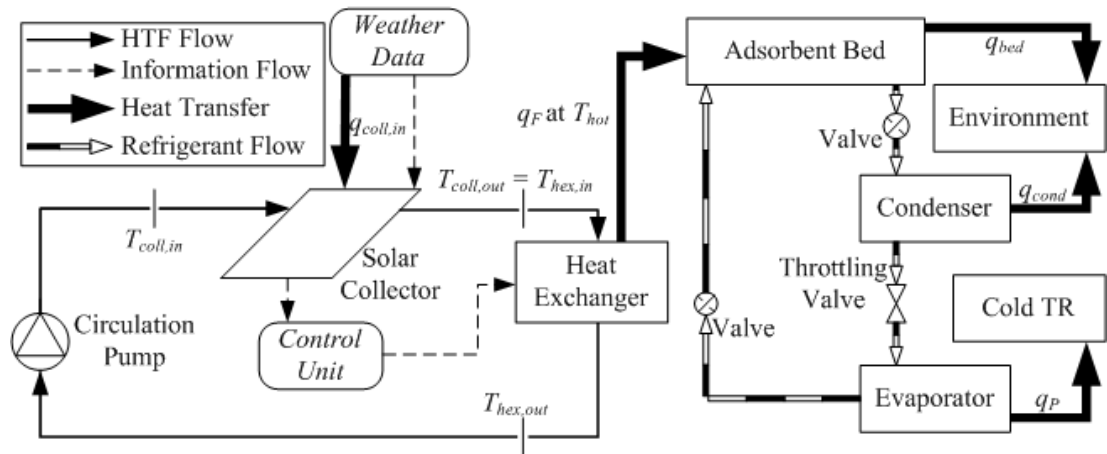 HTF Flow
Information Flow
Heat Transfer
Refrigerant Flow
Weather
Data
q_coll,in
T_coll,in
T_coll,out = T_hex,in
Solar
Collector
Circulation
Pump
Control
Unit
Heat
Exchanger
T_hex,out
q_F at T_hot
Adsorbent Bed
q_bed
Environment
Valve
Condenser
q_cond
Throttling
Valve
Cold TR
Valve
Evaporator
q_P